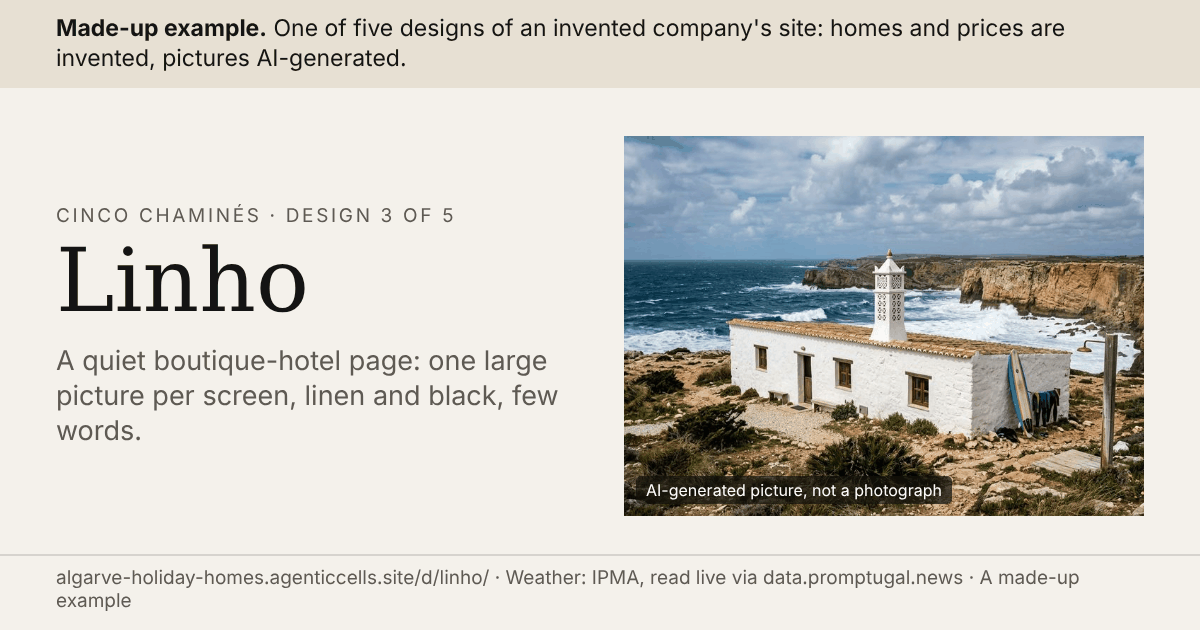 Made-up example. One of five designs of an invented company's site: homes and prices are
invented, pictures AI-generated.
CINCO CHAMINÉS · DESIGN 3 OF 5
Linho
A quiet boutique-hotel page: one large
picture per screen, linen and black, few
words.
AI-generated picture, not a photograph
algarve-holiday-homes.agenticcells.site/d/linho/ · Weather: IPMA, read live via data.promptugal.news · A made-up
example